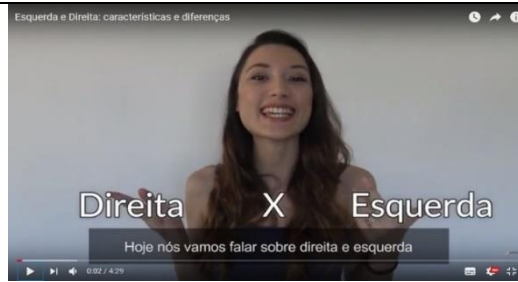 Esquerda e Direita: características e diferenças
Direita X Esquerda
Hoje nós vamos falar sobre direita e esquerda
0:02 / 4:29